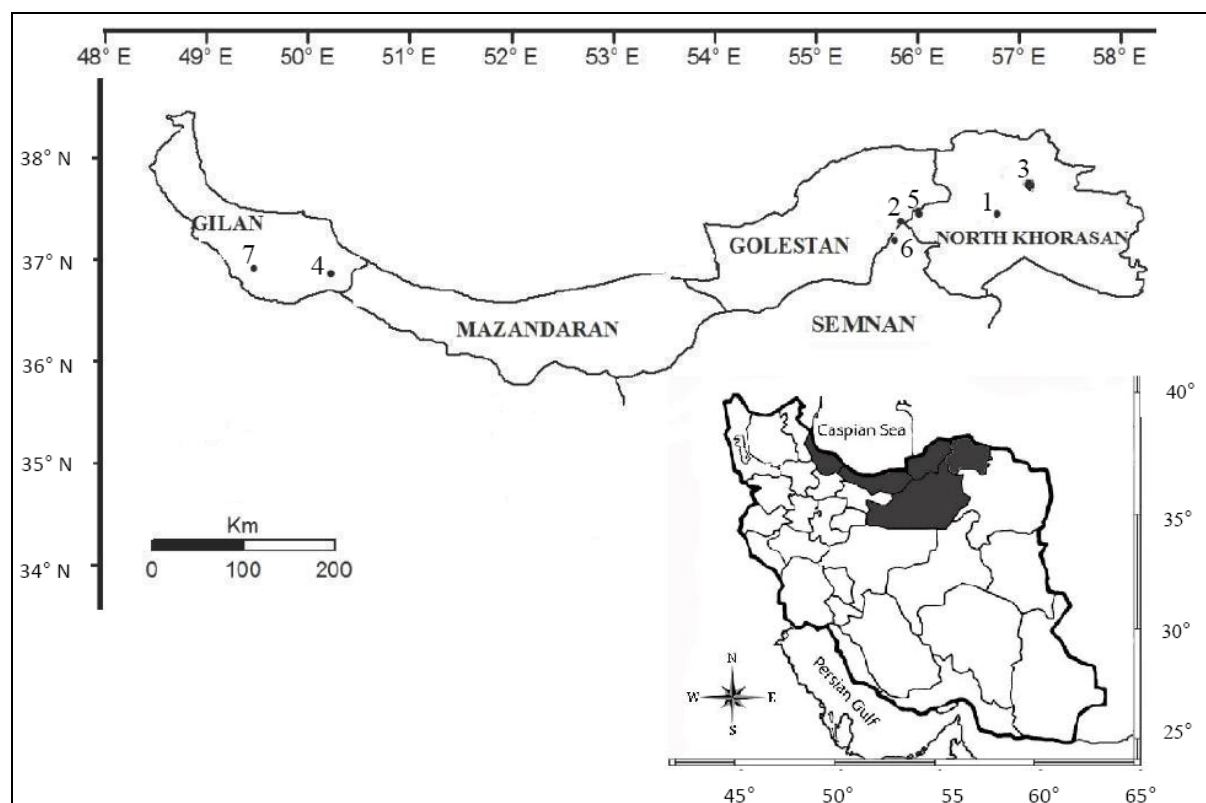 48° E 49° E 50° E 51° E 52° E 53° E 54° E 55° E 56° E 57° E 58° E
38° N
37° N
36° N
35° N
34° N
GILAN
7
4
MAZANDARAN
GOLESTAN
2
5
6
1
3
NORTH KHORASAN
SEMNAN
Km
0 100 200
Caspian Sea
Persian Gulf
N
W E
S
40°
35°
30°
25°
45° 50° 55 60° 65°